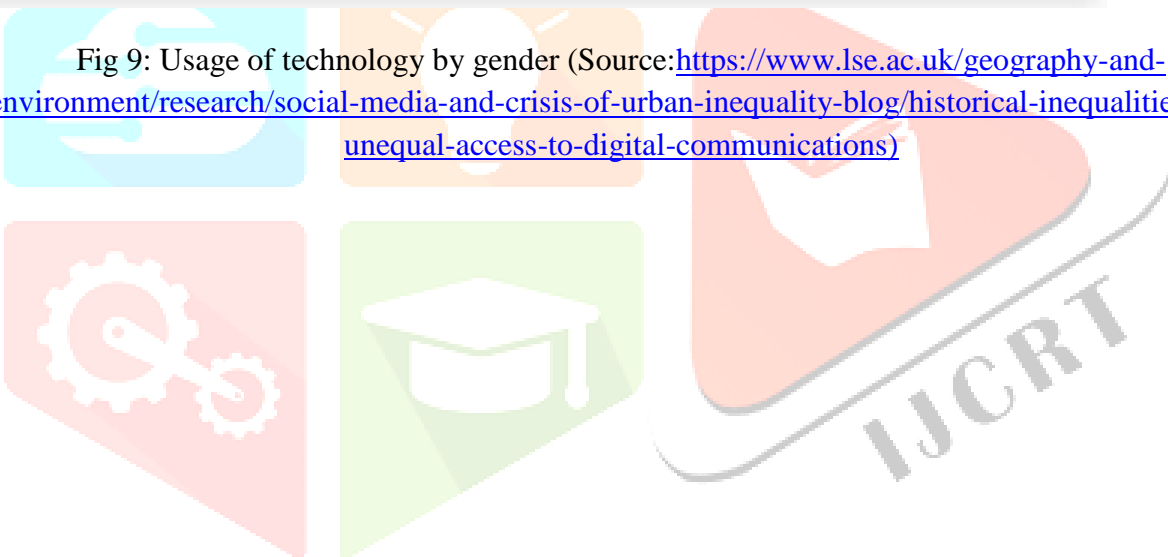 Fig 9: Usage of technology by gender (Source:https://www.lse.ac.uk/geography-and-
environment/research/social-media-and-crisis-of-urban-inequality-blog/historical-inequalitie
unequal-access-to-digital-communications)
IJCRT